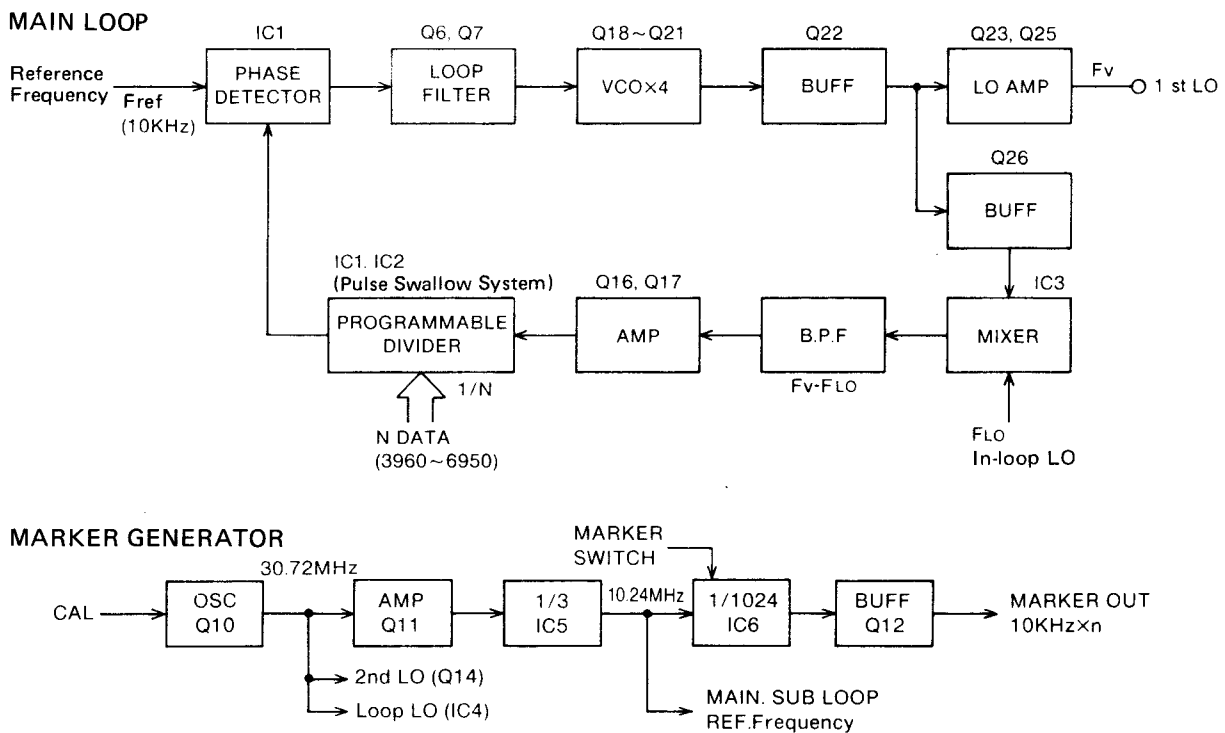 MAIN LOOP
IC1
Q6, Q7
Q18~Q21
Q22
Q23, Q25
Reference
Frequency
Fref
(10KHz)
PHASE
DETECTOR
LOOP
FILTER
VCO×4
BUFF
LO AMP
Fv
1 st LO
Q26
BUFF
IC1. IC2
(Pulse Swallow System)
Q16, Q17
IC3
PROGRAMMABLE
DIVIDER
AMP
B.P.F
MIXER
1/N
Fv-FLO
N DATA
(3960~6950)
FLO
In-loop LO
MARKER GENERATOR
MARKER
SWITCH
30.72MHz
10.24MHz
CAL
OSC
Q10
AMP
Q11
1/3
IC5
1/1024
IC6
BUFF
Q12
MARKER OUT
10KHz×n
2nd LO (Q14)
Loop LO (IC4)
MAIN. SUB LOOP
REF.Frequency